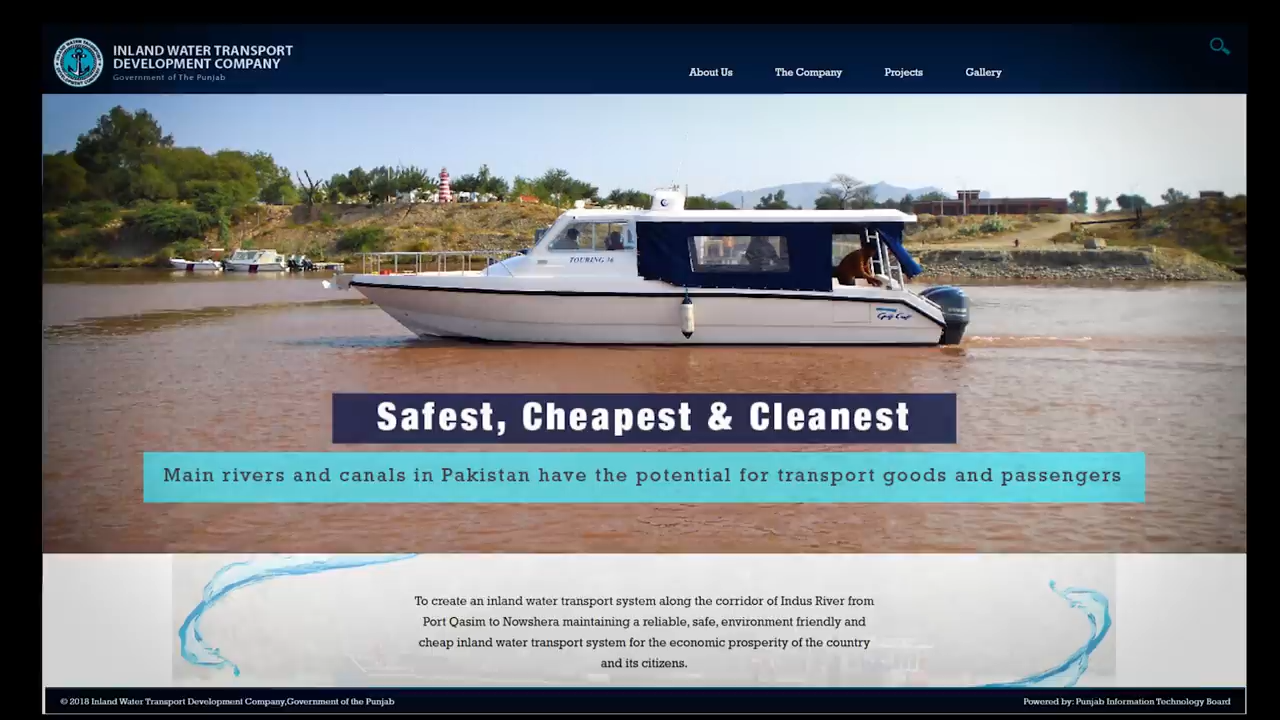 INLAND WATER TRANSPORT
DEVELOPMENT COMPANY
Government of The Punjab
About Us
The Company
Projects
Gallery
TOURING 36
Gulf Craft
Safest, Cheapest & Cleanest
Main rivers and canals in Pakistan have the potential for transport goods and passengers
To create an inland water transport system along the corridor of Indus River from
Port Qasim to Nowshera maintaining a reliable, safe, environment friendly and
cheap inland water transport system for the economic prosperity of the country
and its citizens.
© 2018 Inland Water Transport Development Company,Government of the Punjab
Powered by: Punjab Information Technology Board